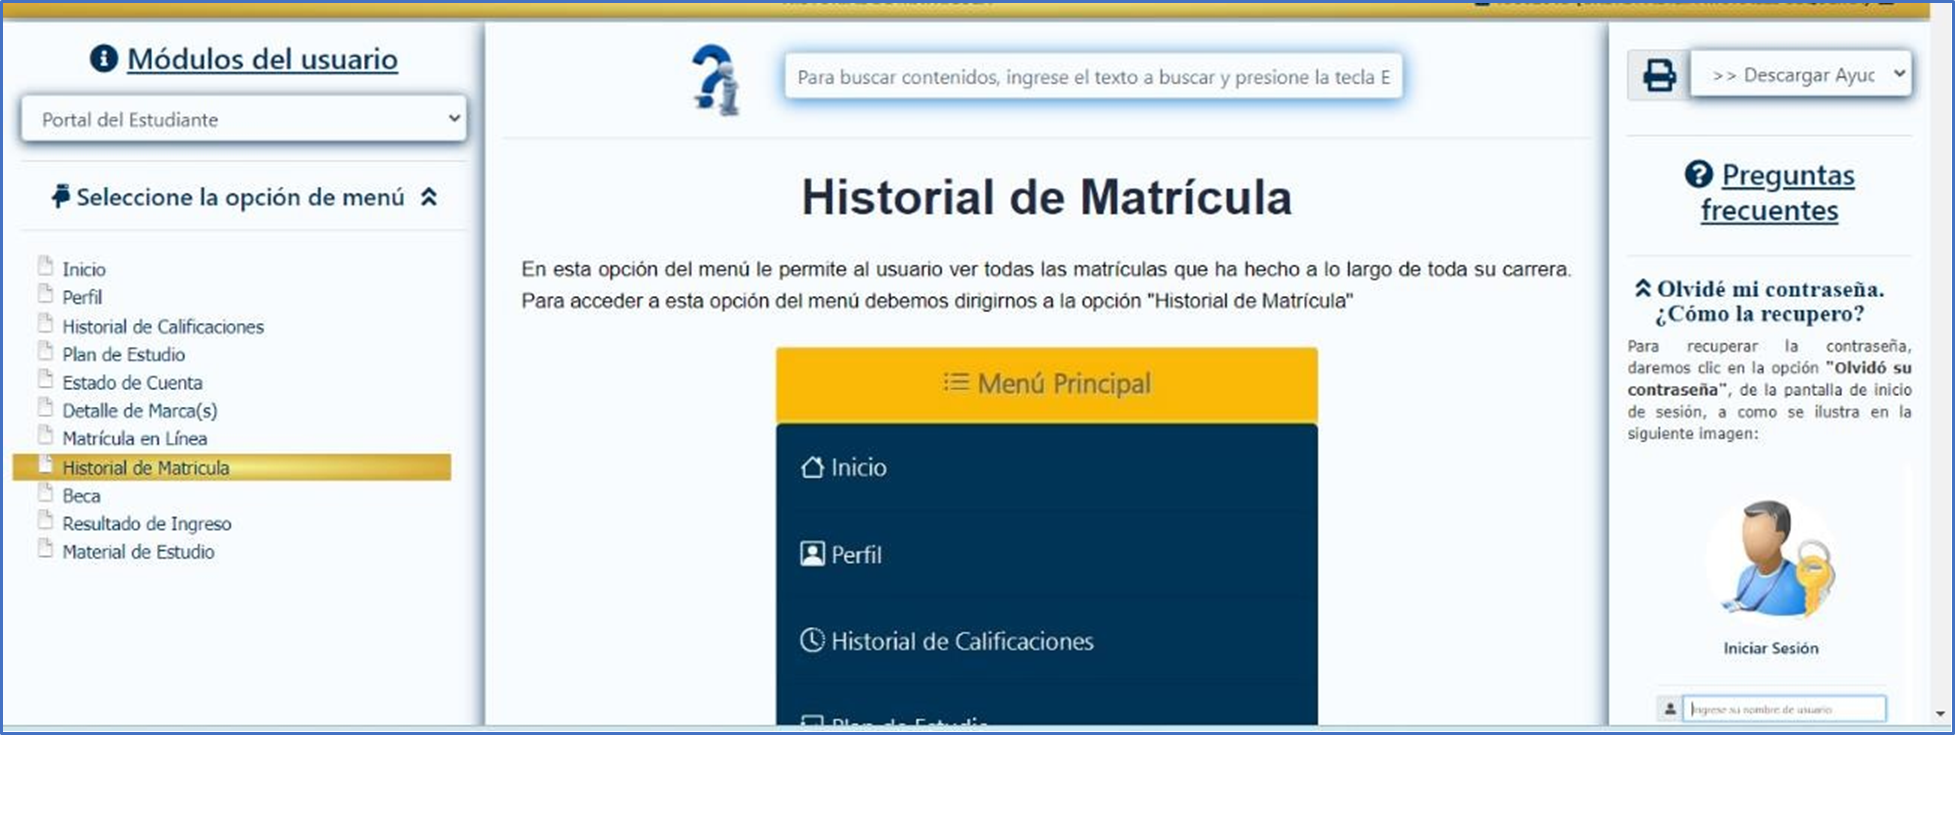 Módulos del usuario
Portal del Estudiante
Seleccione la opción de menú
Inicio
Perfil
Historial de Calificaciones
Plan de Estudio
Estado de Cuenta
Detalle de Marca(s)
Matrícula en Línea
Historial de Matricula
Beca
Resultado de Ingreso
Material de Estudio
Para buscar contenidos, ingrese el texto a buscar y presione la tecla E
Historial de Matrícula
En esta opción del menú le permite al usuario ver todas las matrículas que ha hecho a lo largo de toda su carrera.
Para acceder a esta opción del menú debemos dirigirnos a la opción "Historial de Matrícula"
Menú Principal
Inicio
Perfil
Historial de Calificaciones
Plan de Estudio
>> Descargar Ayuc
Preguntas
frecuentes
Olvidé mi contraseña.
¿Cómo la recupero?
Para recuperar la contraseña,
daremos clic en la opción "Olvidó su
contraseña", de la pantalla de inicio
de sesión, a como se ilustra en la
siguiente imagen:
Iniciar Sesión
Ingrese su nombre de usuario